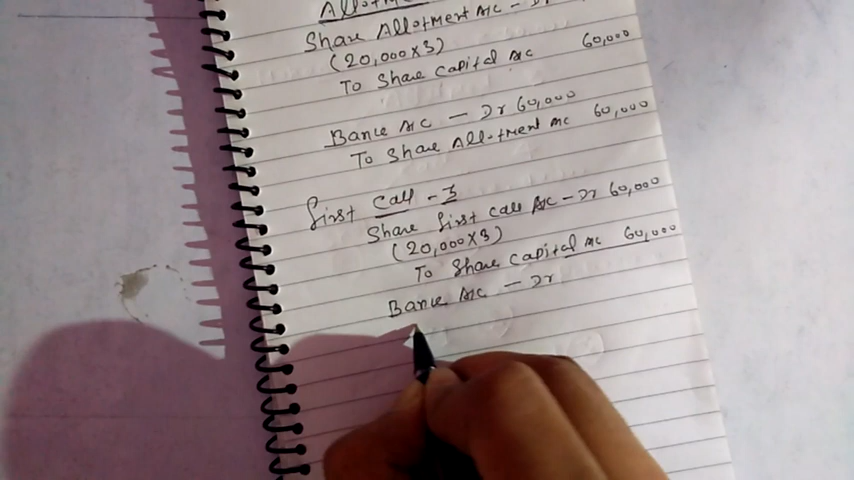 Share Allotment A/c - Dr
(20,000×3)
To Share Capital A/c 60,000
Bank A/c - Dr 60,000
To Share Allotment A/c 60,000
first Call - 3
Share first call A/c - Dr 60,000
(20,000×3)
To Share Capital A/c 60,000
Bank A/c - Dr